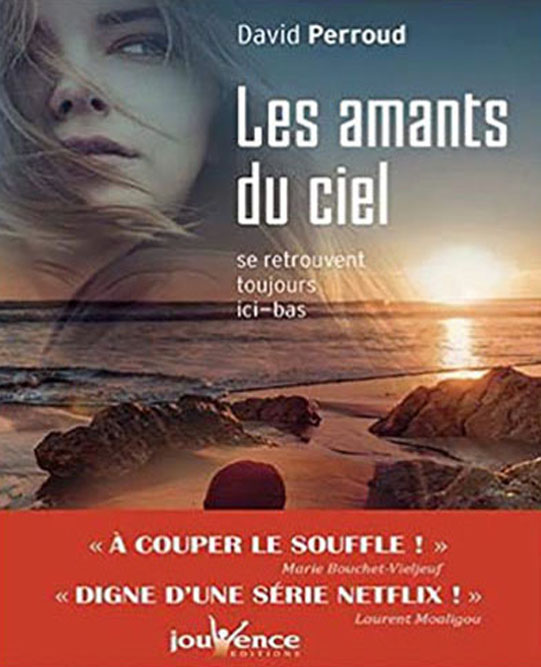 David Perroud
Les amants
du ciel
se retrouvent
toujours
ici-bas
« À COUPER LE SOUFFLE ! »
Marie Bouchet-Vieljeuf
« DIGNE D'UNE SÉRIE NETFLIX ! »
Laurent Moaligou
jouVence
EDITIONS